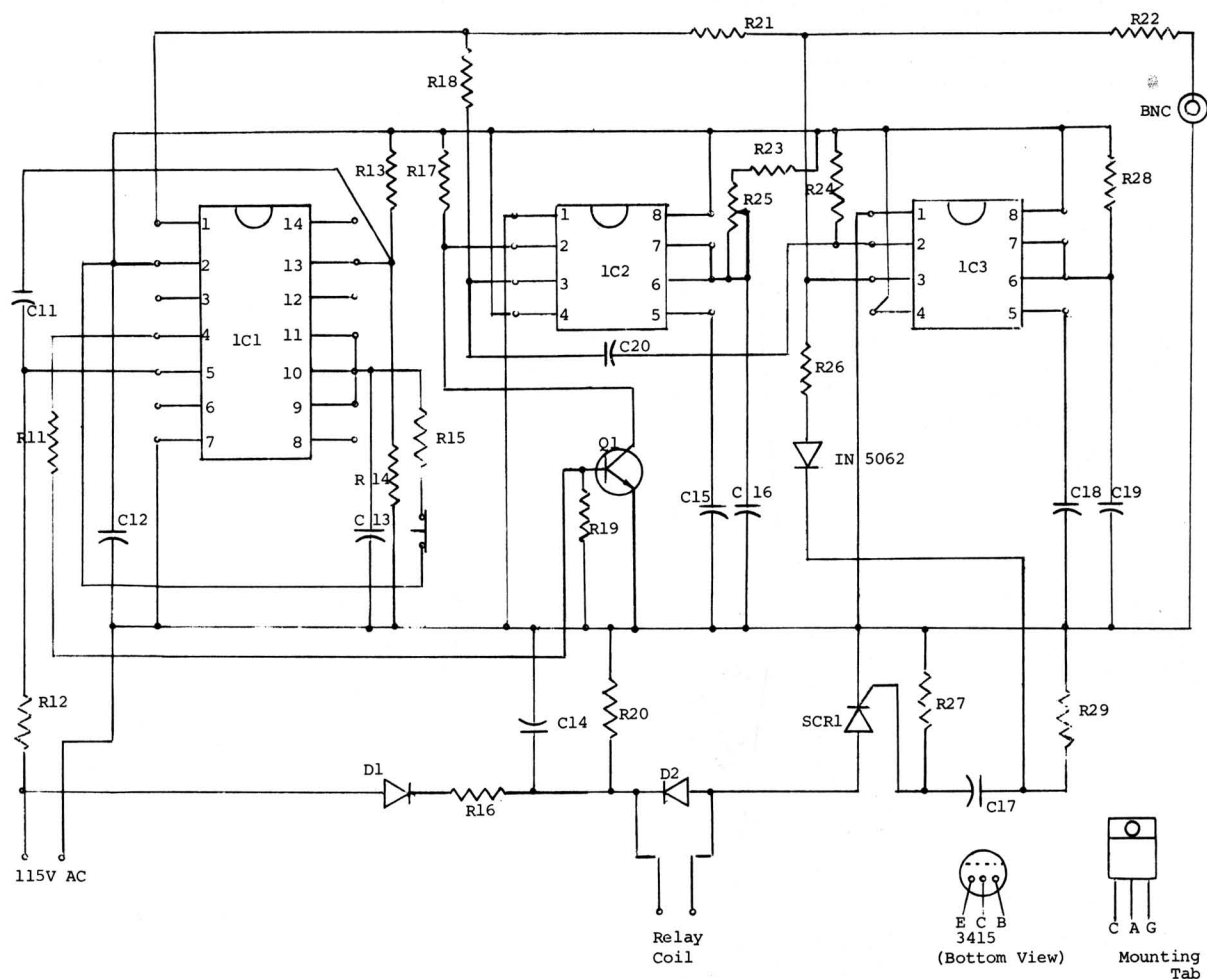 R21
R22
R18
BNC
R13
R17
R23
R25
R24
R28
1
14
2
13
3
12
4
11
5
10
6
9
7
8
1C1
1
8
2
7
3
6
4
5
1C2
1
8
2
7
3
6
4
5
1C3
C11
C20
R26
R11
R15
Q1
IN 5062
R 14
C12
C 13
R19
C15
C 16
C18
C19
R12
C14
R20
SCR1
R27
R29
D1
R16
D2
C17
115V AC
Relay
Coil
E C B
3415
(Bottom View)
C A G
Mounting
Tab